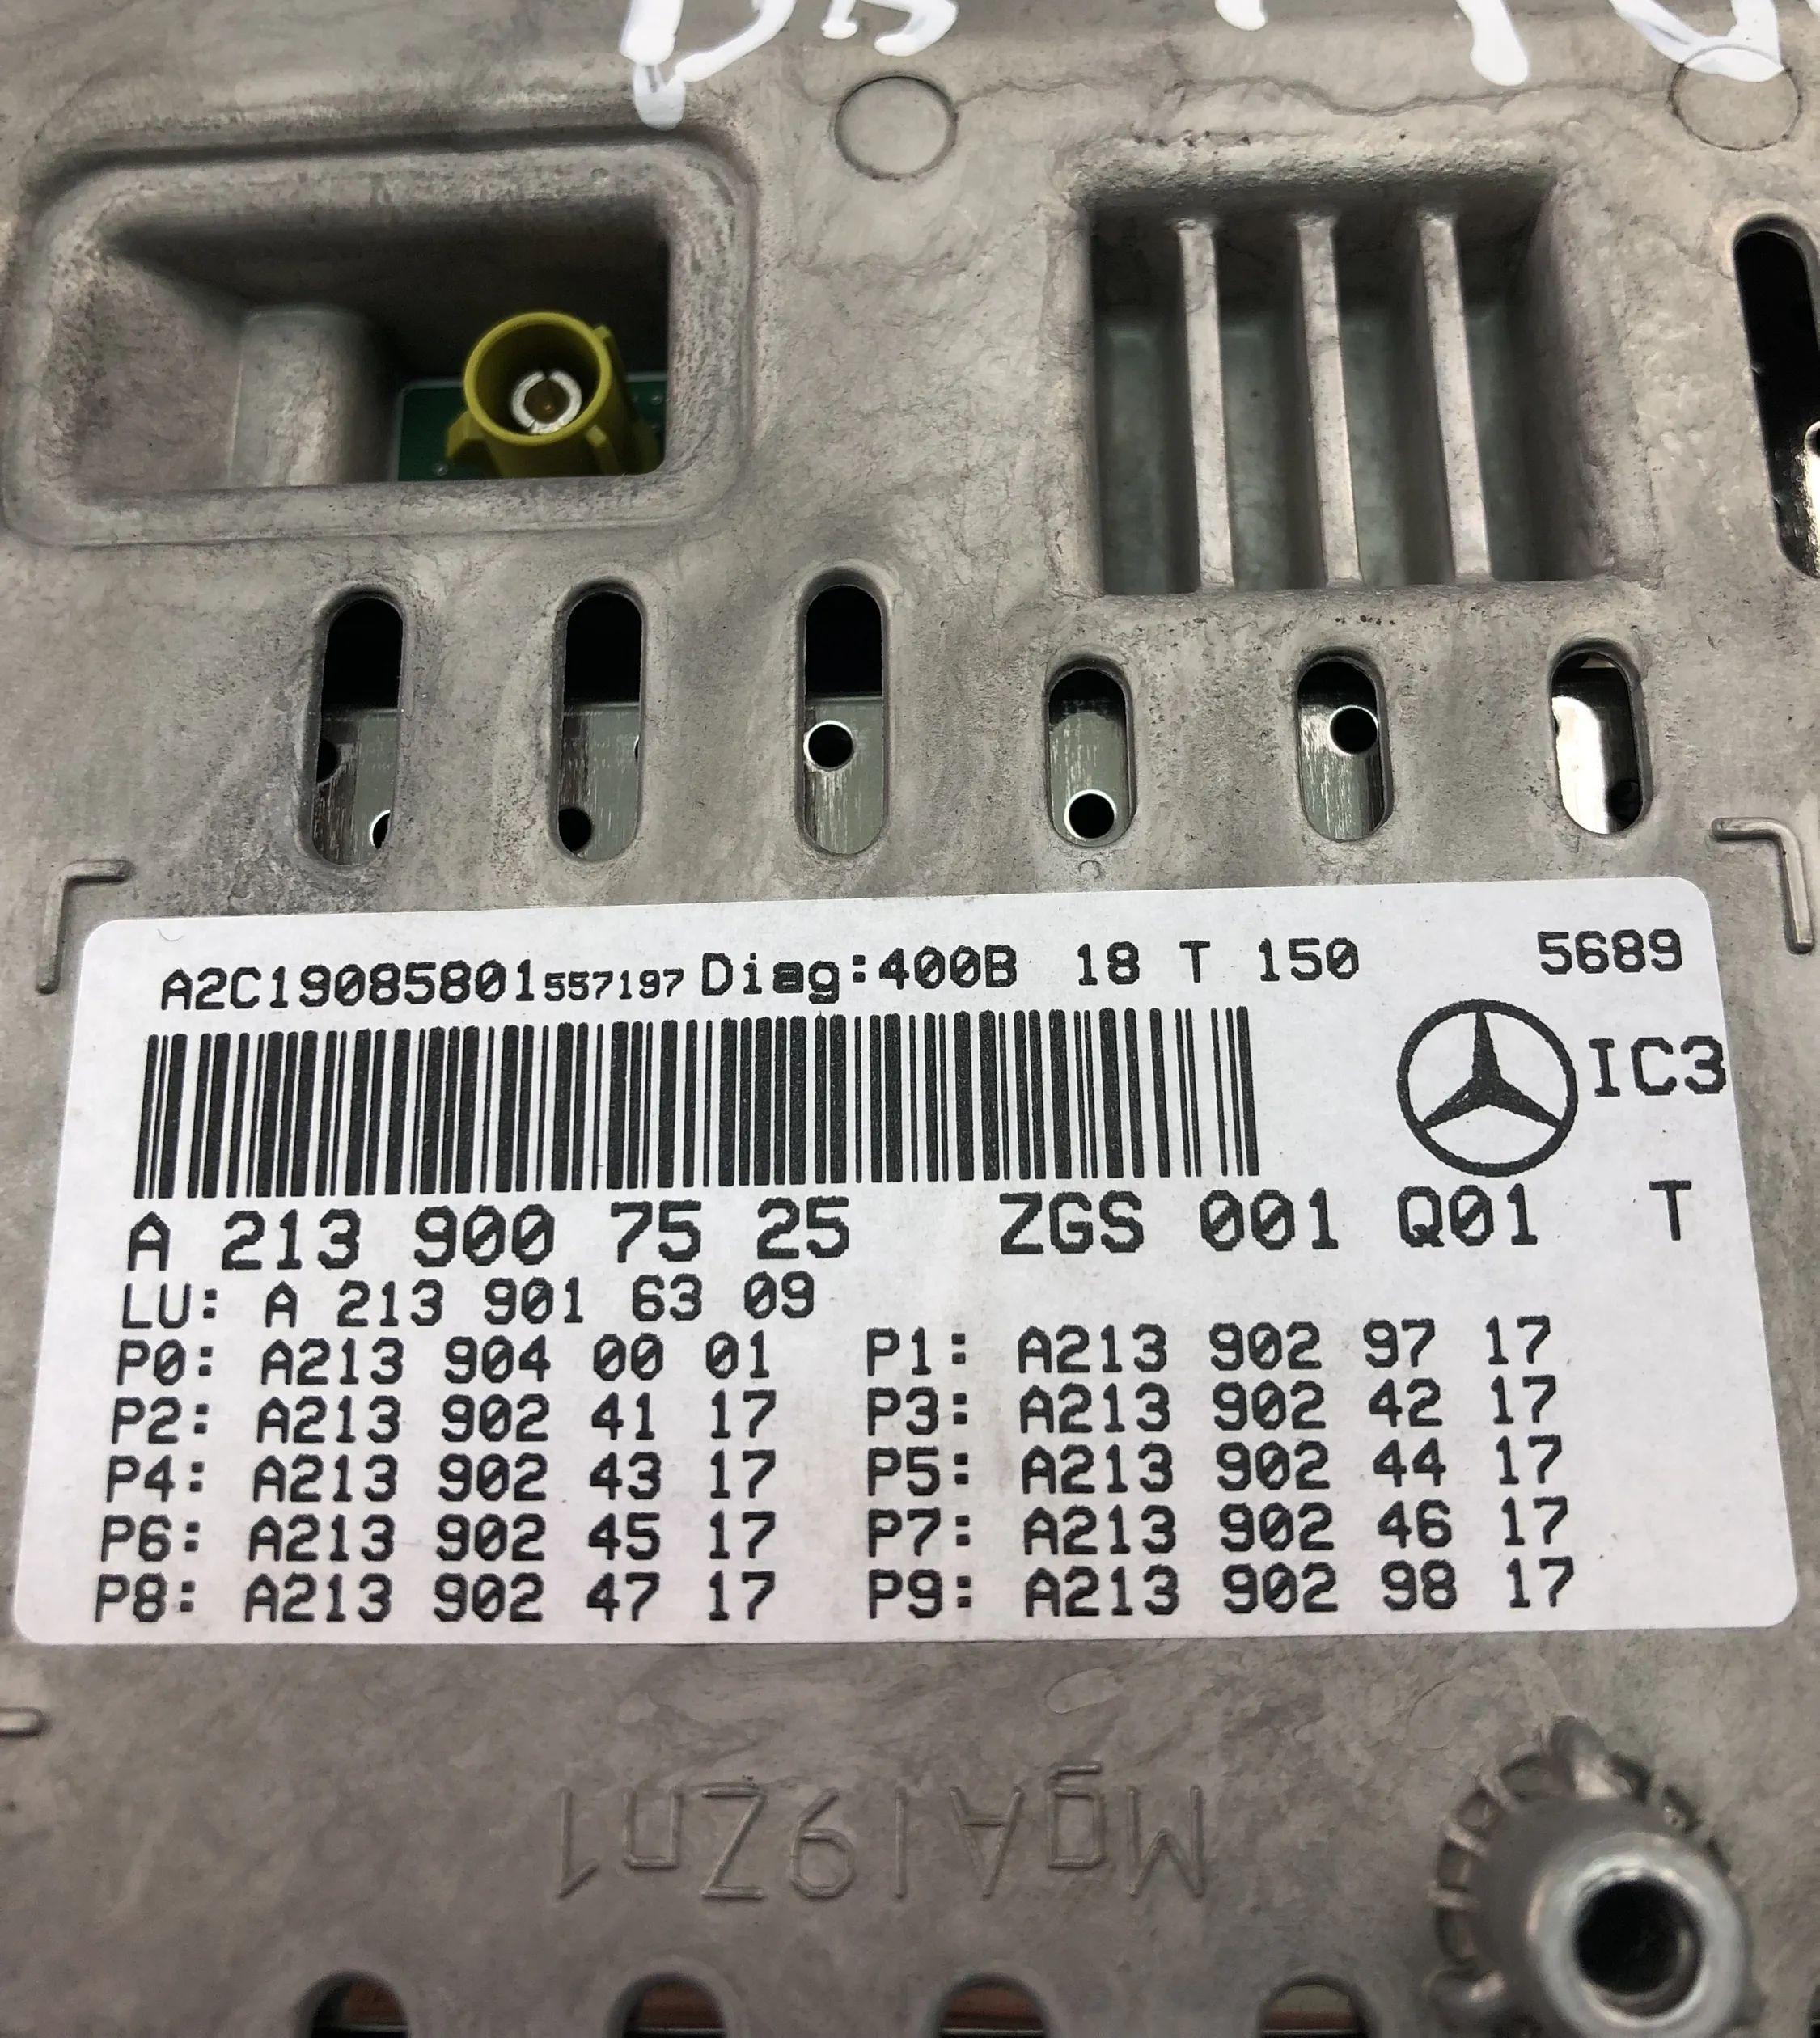 A2C19085801 557197 Diag:400B 18 T 150 5689
IC3
A 213 900 75 25 ZGS 001 Q01 T
LU: A 213 901 63 09
P0: A213 904 00 01 P1: A213 902 97 17
P2: A213 902 41 17 P3: A213 902 42 17
P4: A213 902 43 17 P5: A213 902 44 17
P6: A213 902 45 17 P7: A213 902 46 17
P8: A213 902 47 17 P9: A213 902 98 17
MgAl9Zn1